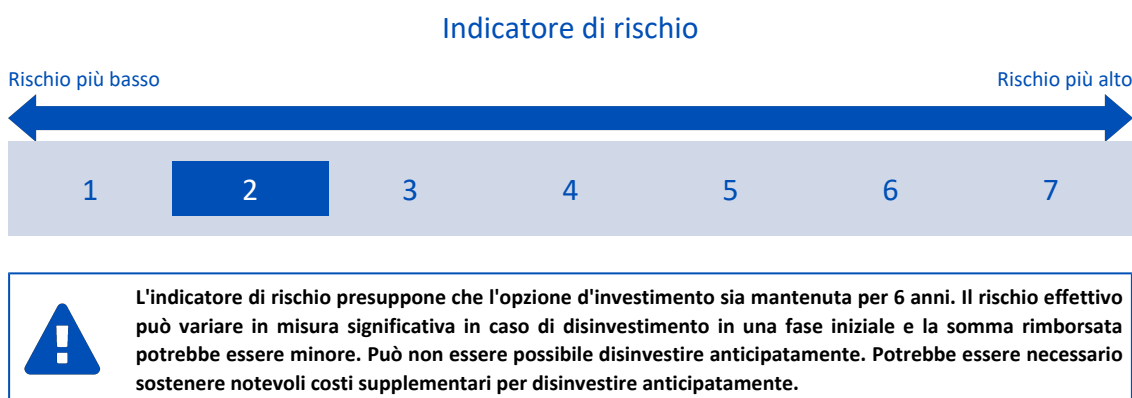 Indicatore di rischio
Rischio più basso
Rischio più alto
1 2 3 4 5 6 7
L'indicatore di rischio presuppone che l'opzione d'investimento sia mantenuta per 6 anni. Il rischio effettivo
può variare in misura significativa in caso di disinvestimento in una fase iniziale e la somma rimborsata
potrebbe essere minore. Può non essere possibile disinvestire anticipatamente. Potrebbe essere necessario
sostenere notevoli costi supplementari per disinvestire anticipatamente.